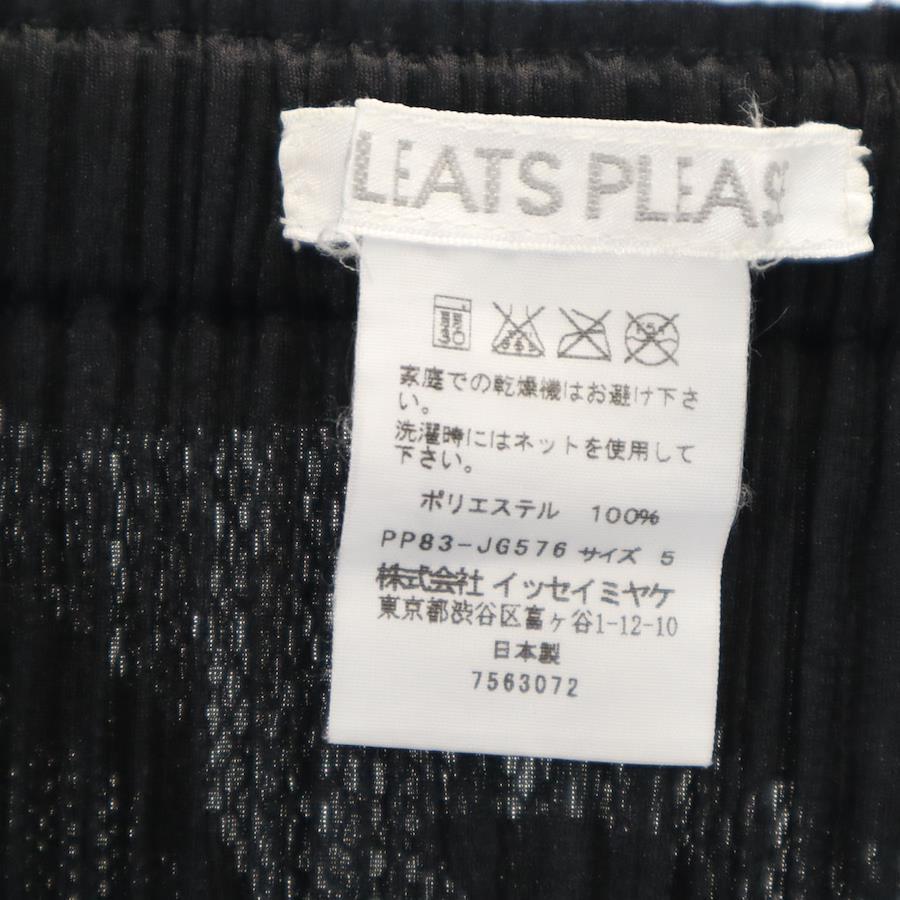 LEATS PLEAS
30
家庭での乾燥機はお避け下さ
い。
洗濯時にはネットを使用して
下さい。
ポリエステル 100%
PP83-JG576 サイズ 5
株式会社 イッセイミヤケ
東京都渋谷区富ヶ谷1-12-10
日本製
7563072